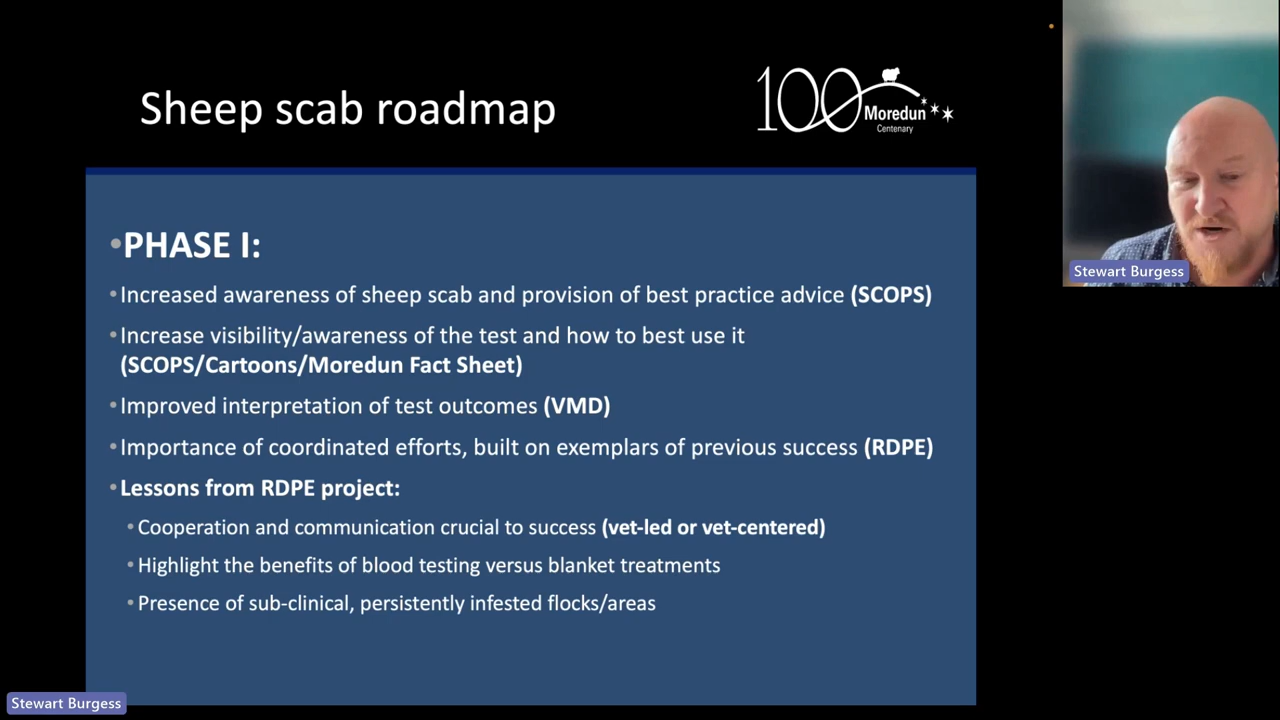 Sheep scab roadmap
100
Moredun
Centenary
•PHASE I:
•Increased awareness of sheep scab and provision of best practice advice (SCOPS)
•Increase visibility/awareness of the test and how to best use it
(SCOPS/Cartoons/Moredun Fact Sheet)
•Improved interpretation of test outcomes (VMD)
•Importance of coordinated efforts, built on exemplars of previous success (RDPE)
•Lessons from RDPE project:
•Cooperation and communication crucial to success (vet-led or vet-centered)
•Highlight the benefits of blood testing versus blanket treatments
•Presence of sub-clinical, persistently infested flocks/areas
Stewart Burgess
Stewart Burgess